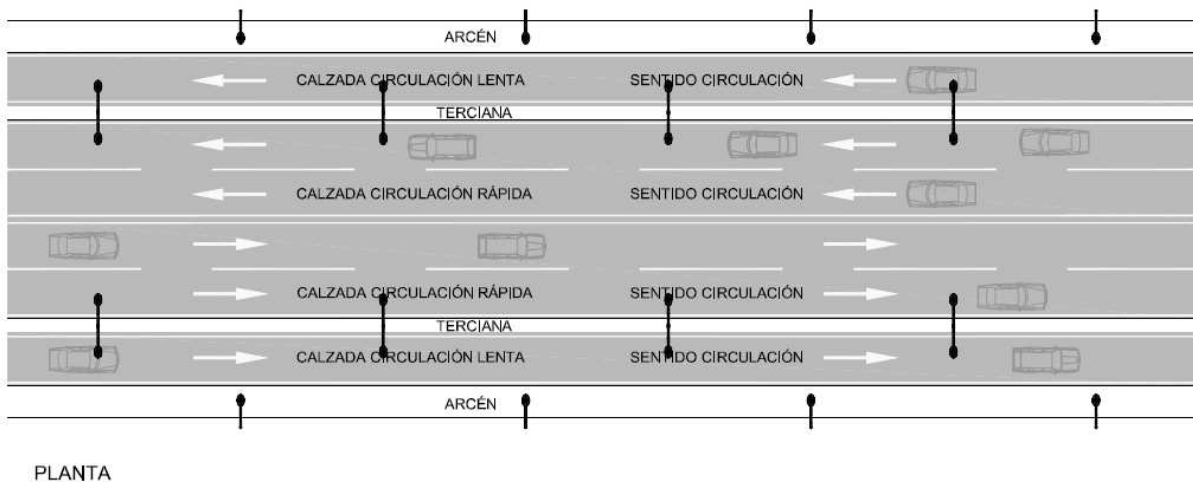 ARCÉN
CALZADA CIRCULACIÓN LENTA SENTIDO CIRCULACIÓN
TERCIANA
CALZADA CIRCULACIÓN RÁPIDA SENTIDO CIRCULACIÓN
CALZADA CIRCULACIÓN RÁPIDA SENTIDO CIRCULACIÓN
TERCIANA
CALZADA CIRCULACIÓN LENTA SENTIDO CIRCULACIÓN
ARCÉN
PLANTA